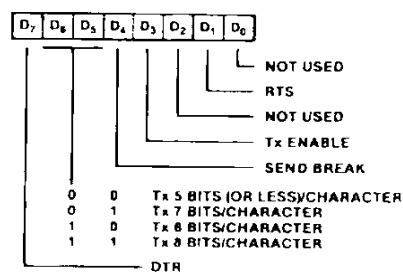 D7 D6 D5 D4 D3 D2 D1 D0
NOT USED
RTS
NOT USED
Tx ENABLE
SEND BREAK
0 0 Tx 5 BITS (OR LESS)/CHARACTER
0 1 Tx 7 BITS/CHARACTER
1 0 Tx 6 BITS/CHARACTER
1 1 Tx 8 BITS/CHARACTER
DTR